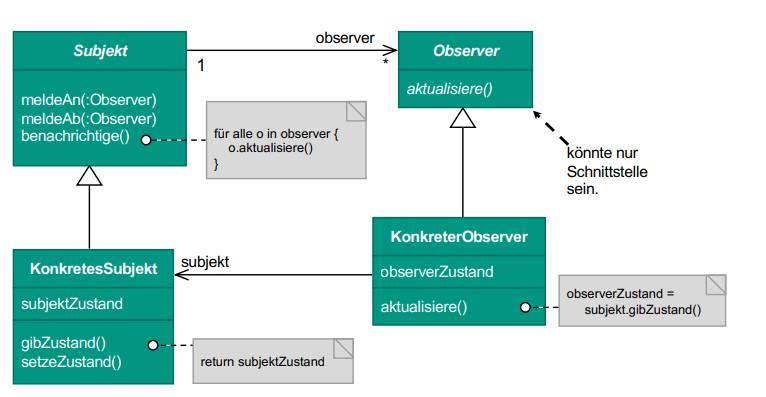 Subjekt
observer
1
*
Observer
aktualisiere()
meldeAn(:Observer)
meldeAb(:Observer)
benachrichtige()
für alle o in observer {
o.aktualisiere()
}
könnte nur
Schnittstelle
sein.
KonkretesSubjekt
subjektZustand
gibZustand()
setzeZustand()
return subjektZustand
subjekt
KonkreterObserver
observerZustand
aktualisiere()
observerZustand =
subjekt.gibZustand()